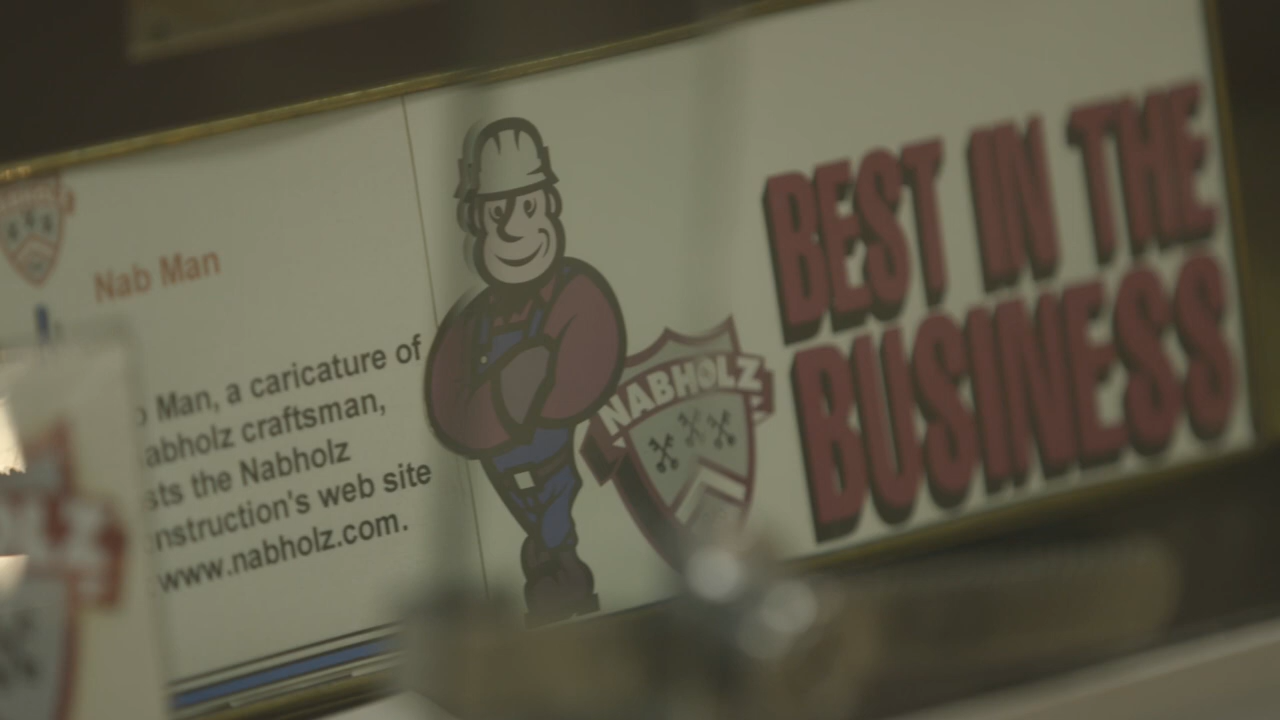 Nab Man
Man, a caricature of
abholz craftsman,
sts the Nabholz
nstruction's web site
www.nabholz.com.
NABHOLZ
BEST IN THE
BUSINESS